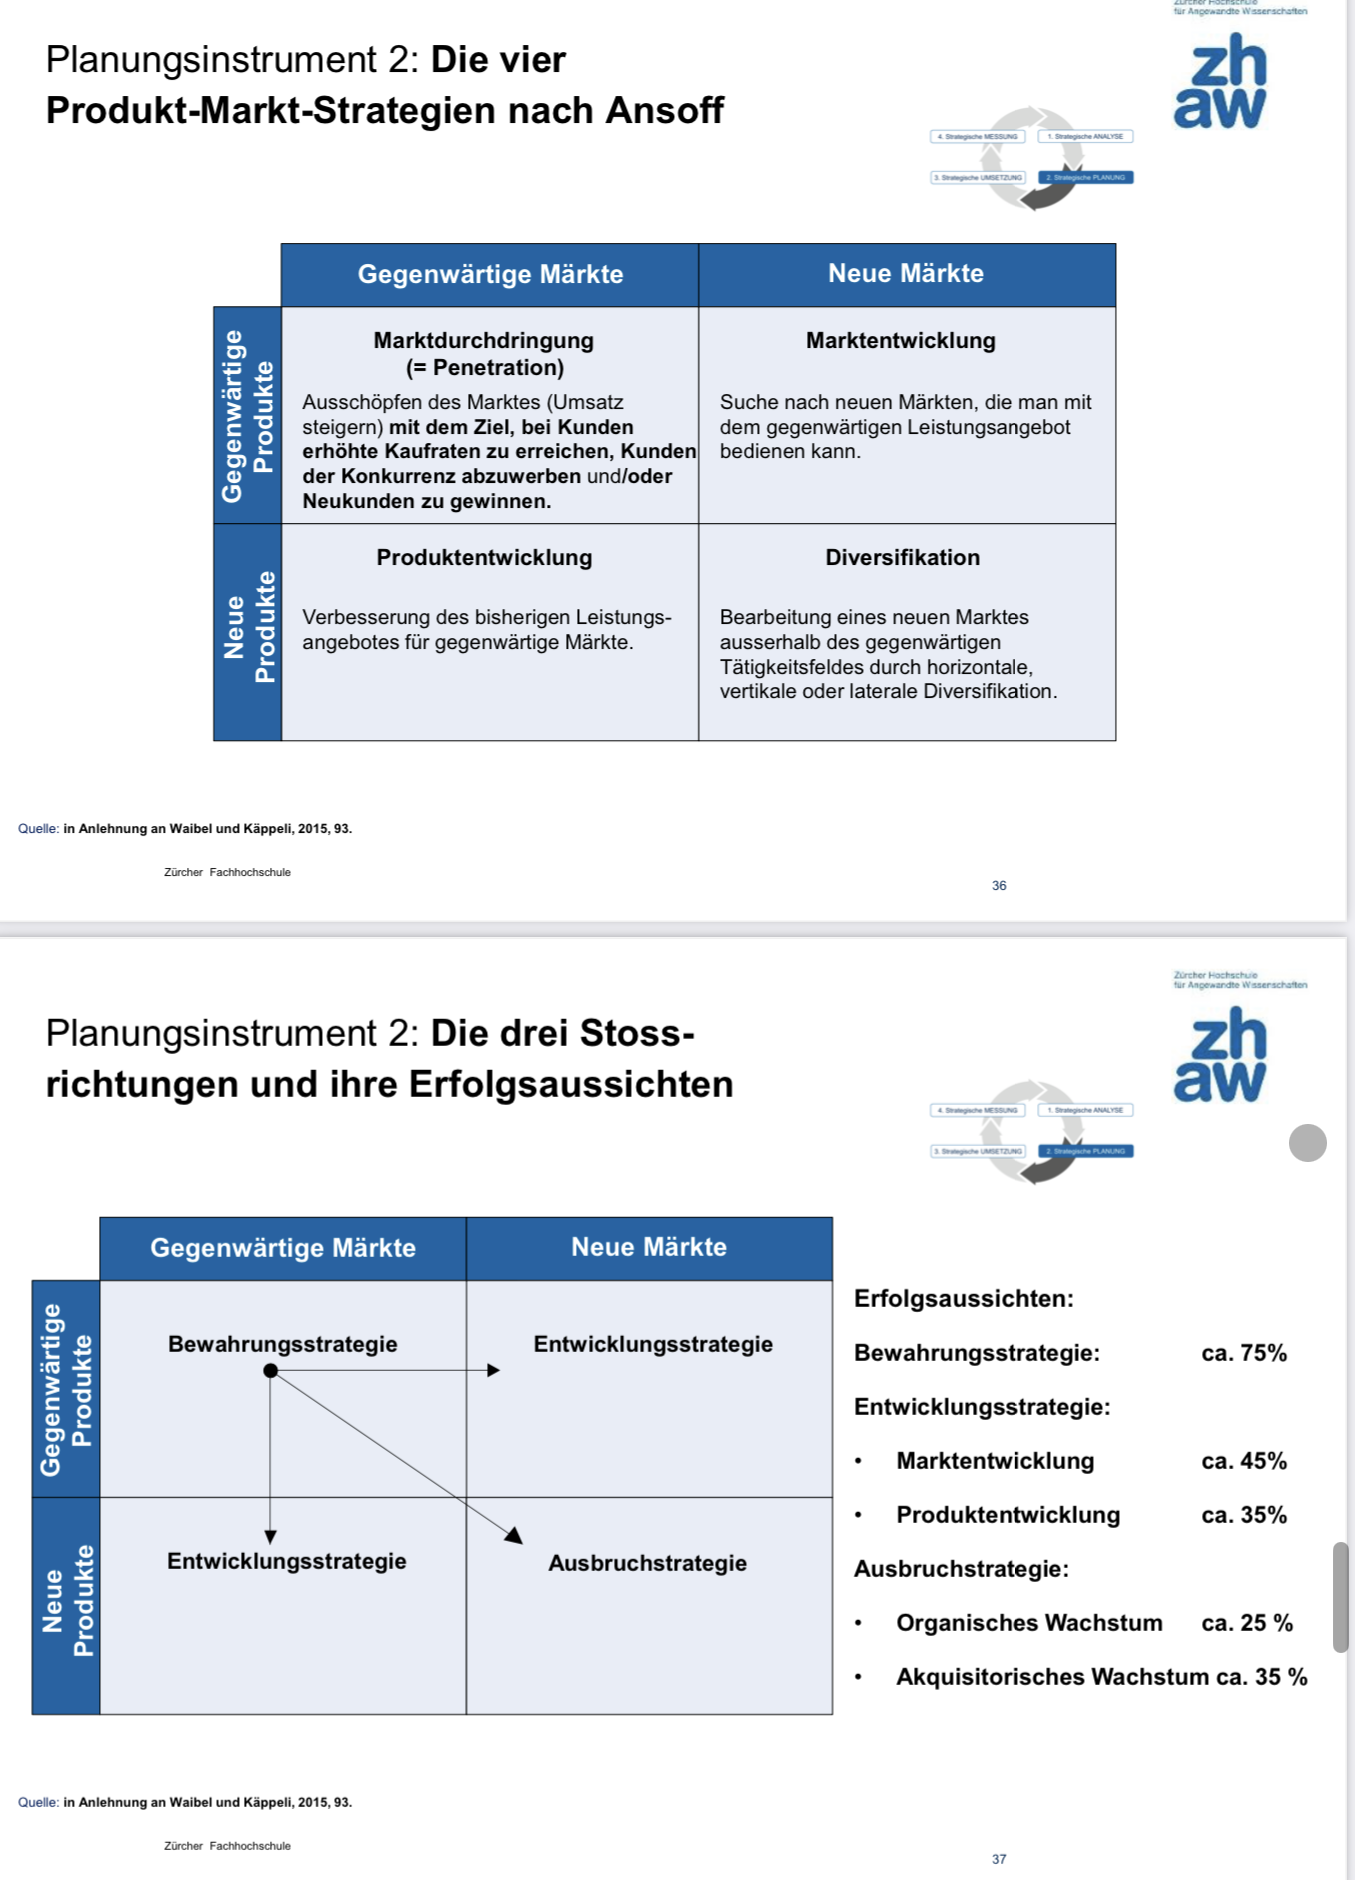 Zürcher Hochschule
für Angewandte Wissenschaften
zh
aw
Planungsinstrument 2: Die vier
Produkt-Markt-Strategien nach Ansoff
4. Strategische MESSUNG
1. Strategische ANALYSE
3. Strategische UMSETZUNG
2. Strategische PLANUNG
Gegenwärtige Märkte
Neue Märkte
Gegenwärtige
Produkte
Marktdurchdringung
(= Penetration)
Ausschöpfen des Marktes (Umsatz
steigern) mit dem Ziel, bei Kunden
erhöhte Kaufraten zu erreichen, Kunden
der Konkurrenz abzuwerben und/oder
Neukunden zu gewinnen.
Marktentwicklung
Suche nach neuen Märkten, die man mit
dem gegenwärtigen Leistungsangebot
bedienen kann.
Neue
Produkte
Produktentwicklung
Verbesserung des bisherigen Leistungs-
angebotes für gegenwärtige Märkte.
Diversifikation
Bearbeitung eines neuen Marktes
ausserhalb des gegenwärtigen
Tätigkeitsfeldes durch horizontale,
vertikale oder laterale Diversifikation.
Quelle: in Anlehnung an Waibel und Käppeli, 2015, 93.
Zürcher Fachhochschule
36
Zürcher Hochschule
für Angewandte Wissenschaften
zh
aw
Planungsinstrument 2: Die drei Stoss-
richtungen und ihre Erfolgsaussichten
4. Strategische MESSUNG
1. Strategische ANALYSE
3. Strategische UMSETZUNG
2. Strategische PLANUNG
Gegenwärtige Märkte
Neue Märkte
Gegenwärtige
Produkte
Bewahrungsstrategie
Entwicklungsstrategie
Neue
Produkte
Entwicklungsstrategie
Ausbruchstrategie
Erfolgsaussichten:
Bewahrungsstrategie: ca. 75%
Entwicklungsstrategie:
• Marktentwicklung ca. 45%
• Produktentwicklung ca. 35%
Ausbruchstrategie:
• Organisches Wachstum ca. 25 %
• Akquisitorisches Wachstum ca. 35 %
Quelle: in Anlehnung an Waibel und Käppeli, 2015, 93.
Zürcher Fachhochschule
37